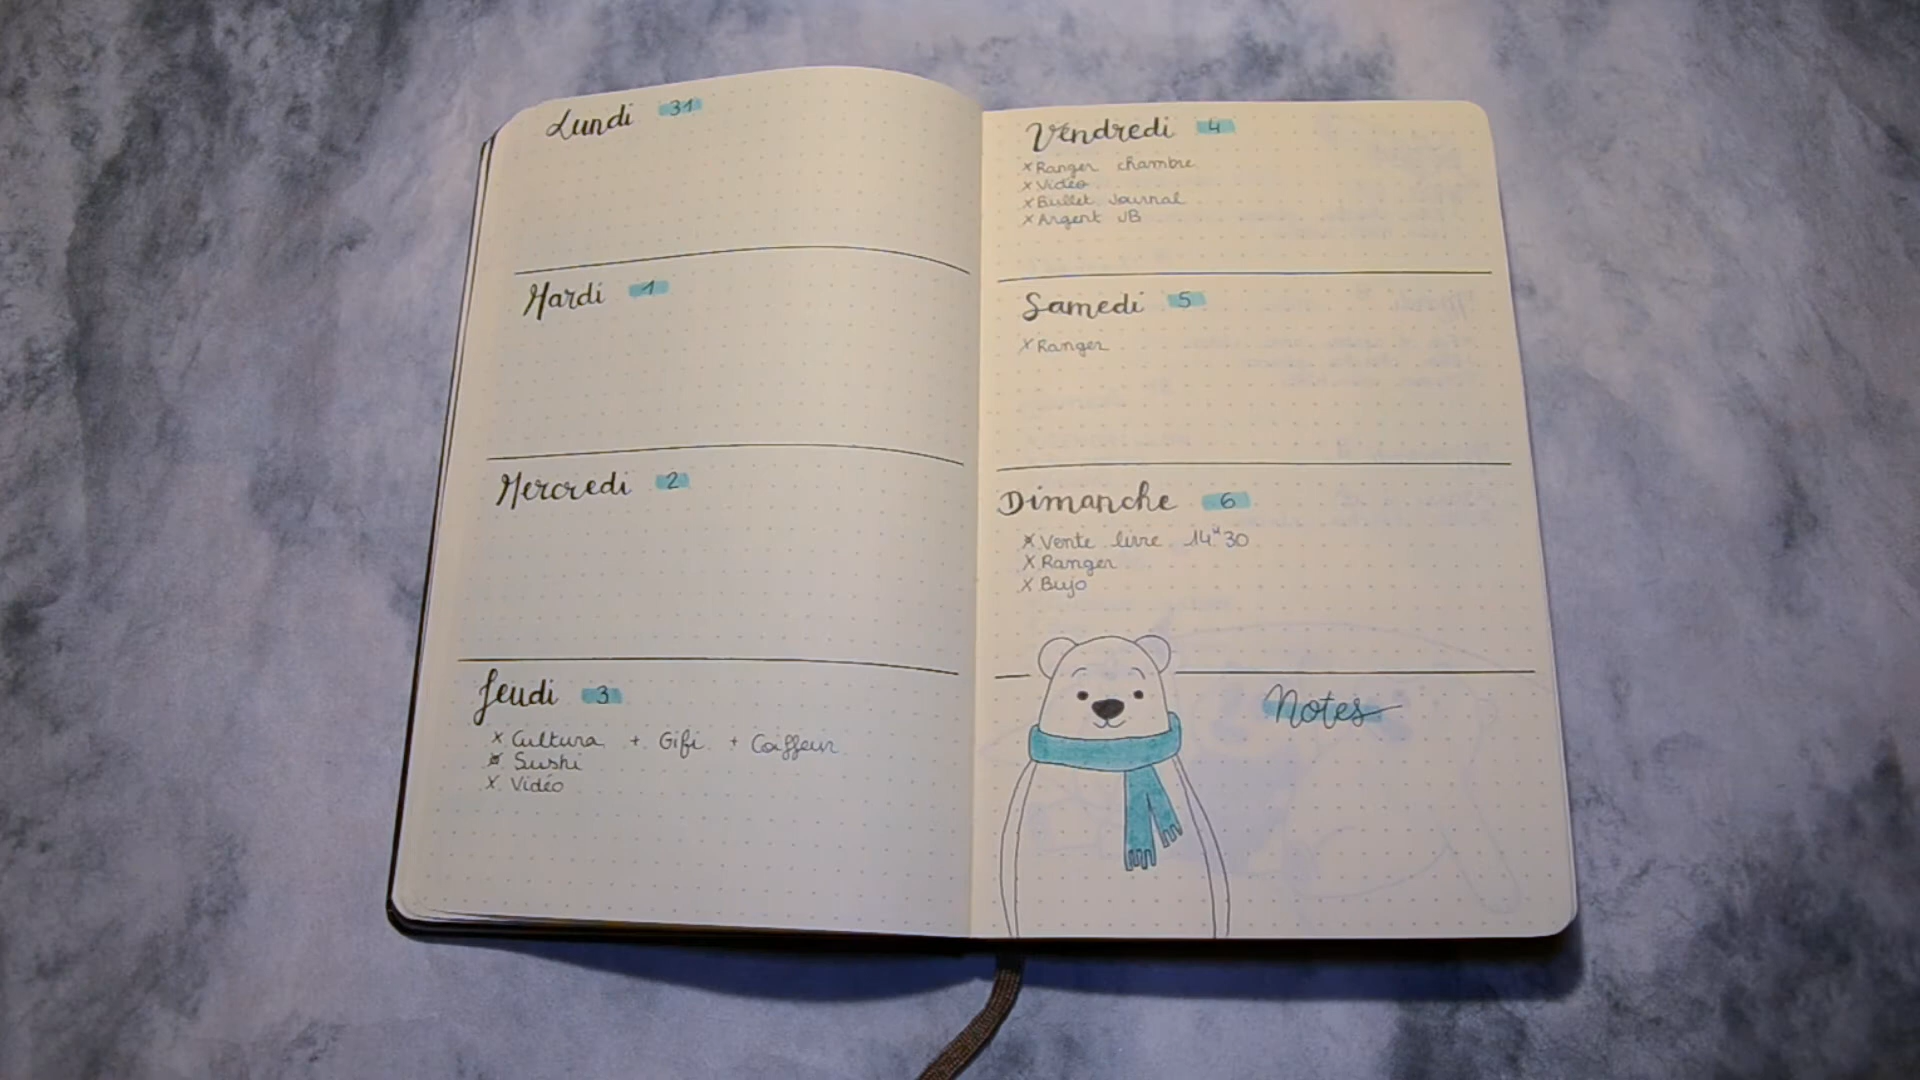 Lundi 31
Mardi 1
Mercredi 2
Jeudi 3
x Cultura + Gifi + Coiffeur
x Sushi
x Vidéo
Vendredi 4
x Ranger chambre
x Vidéo
x Bullet Journal
x Argent JB
Samedi 5
x Ranger
Dimanche 6
x Vente livre 14H30
x Ranger
x Bujo
Notes